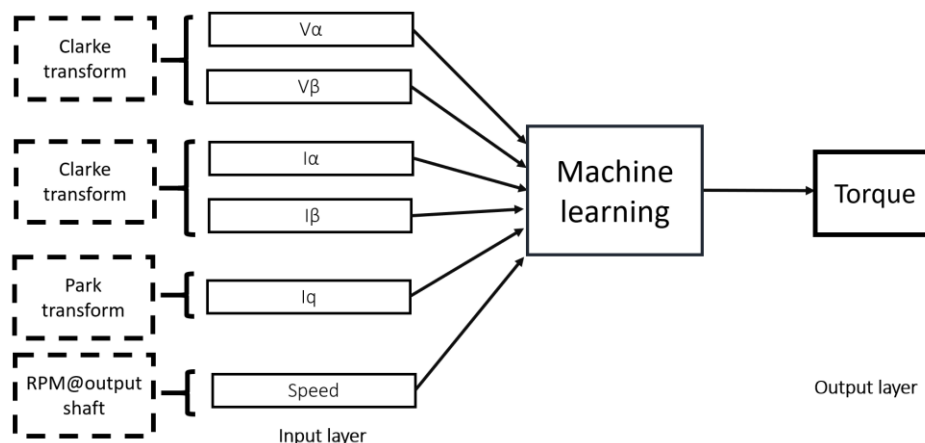 Clarke
transform
Vα
Vβ
Clarke
transform
Iα
Iβ
Park
transform
Iq
RPM@output
shaft
Speed
Input layer
Machine
learning
Torque
Output layer